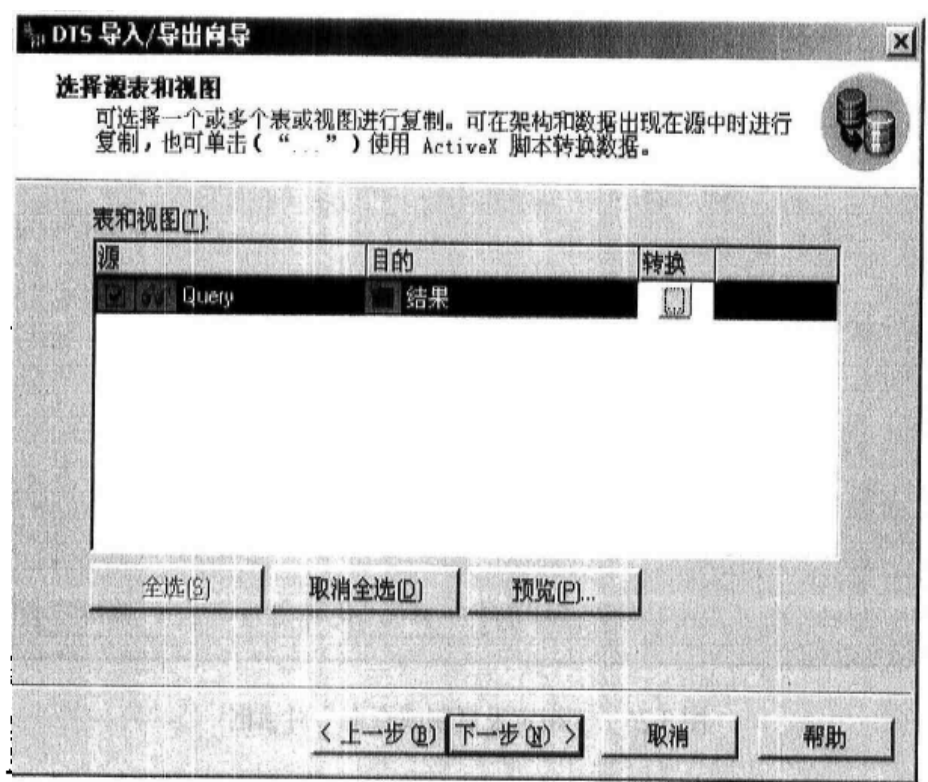 DTS 导入/导出向导
选择源表和视图
可选择一个或多个表或视图进行复制。可在架构和数据出现在源中时进行
复制，也可单击(“...”)使用 ActiveX 脚本转换数据。
表和视图(T):
源 目的 转换
Query 结果 ...
全选(S) 取消全选(D) 预览(P)...
< 上一步(B) 下一步(N) > 取消 帮助